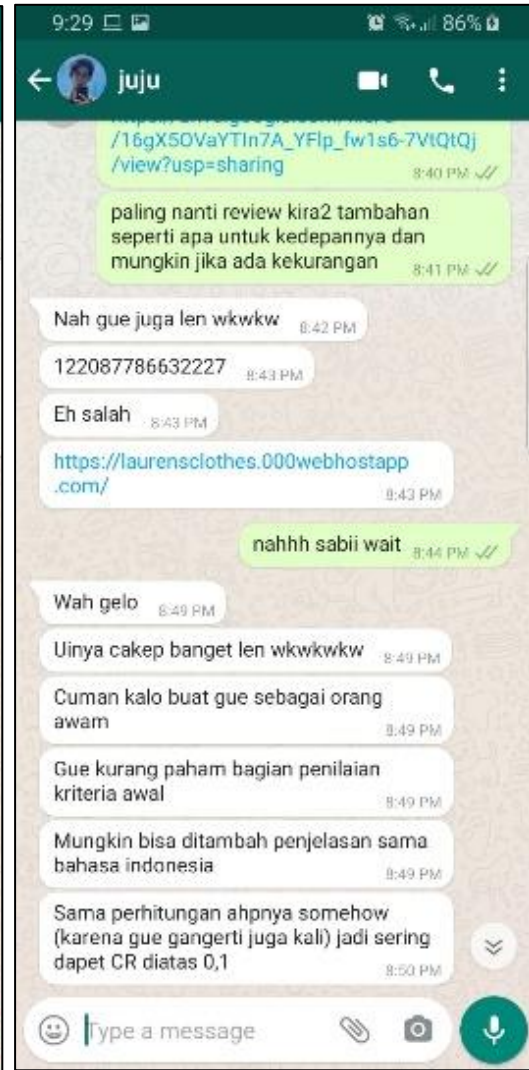 9:29
86%
juju
/16gX5OVaYTIn7A_YFlp_fw1s6-7VtQtQj
/view?usp=sharing
8:40 PM
paling nanti review kira2 tambahan
seperti apa untuk kedepannya dan
mungkin jika ada kekurangan
8:41 PM
Nah gue juga len wkwkw
8:42 PM
122087786632227
8:43 PM
Eh salah
8:43 PM
https://laurensclothes.000webhostapp
.com/
8:43 PM
nahhh sabii wait
8:44 PM
Wah gelo
8:49 PM
Uinya cakep banget len wkwkwkw
8:49 PM
Cuman kalo buat gue sebagai orang
awam
8:49 PM
Gue kurang paham bagian penilaian
kriteria awal
8:49 PM
Mungkin bisa ditambah penjelasan sama
bahasa indonesia
8:49 PM
Sama perhitungan ahpnya somehow
(karena gue gangerti juga kali) jadi sering
dapet CR diatas 0,1
8:50 PM
Type a message